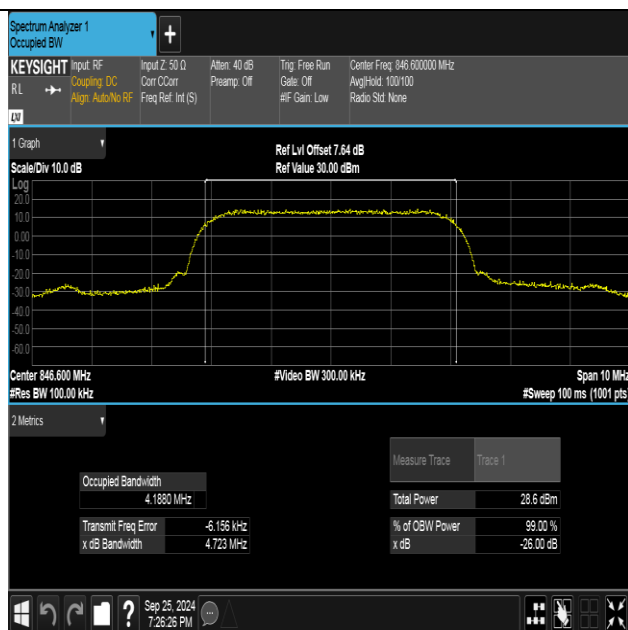 Spectrum Analyzer 1
Occupied BW
KEYSIGHT
RL
LXI
Input: RF
Coupling: DC
Align: Auto/No RF
Input Z: 50 Ω
Corr CCorr
Freq Ref: Int (S)
Atten: 40 dB
Preamp: Off
Trig: Free Run
Gate: Off
#IF Gain: Low
Center Freq: 846.600000 MHz
Avg|Hold: 100/100
Radio Std: None
1 Graph
Scale/Div 10.0 dB
Ref Lvl Offset 7.64 dB
Ref Value 30.00 dBm
Log
20.0
10.0
0.00
-10.0
-20.0
-30.0
-40.0
-50.0
-60.0
Center 846.600 MHz
#Res BW 100.00 kHz
#Video BW 300.00 kHz
Span 10 MHz
#Sweep 100 ms (1001 pts)
2 Metrics
Measure Trace Trace 1
Occupied Bandwidth
4.1880 MHz
Total Power 28.6 dBm
Transmit Freq Error -6.156 kHz
x dB Bandwidth 4.723 MHz
% of OBW Power 99.00 %
x dB -26.00 dB
?
Sep 25, 2024
7:26:26 PM